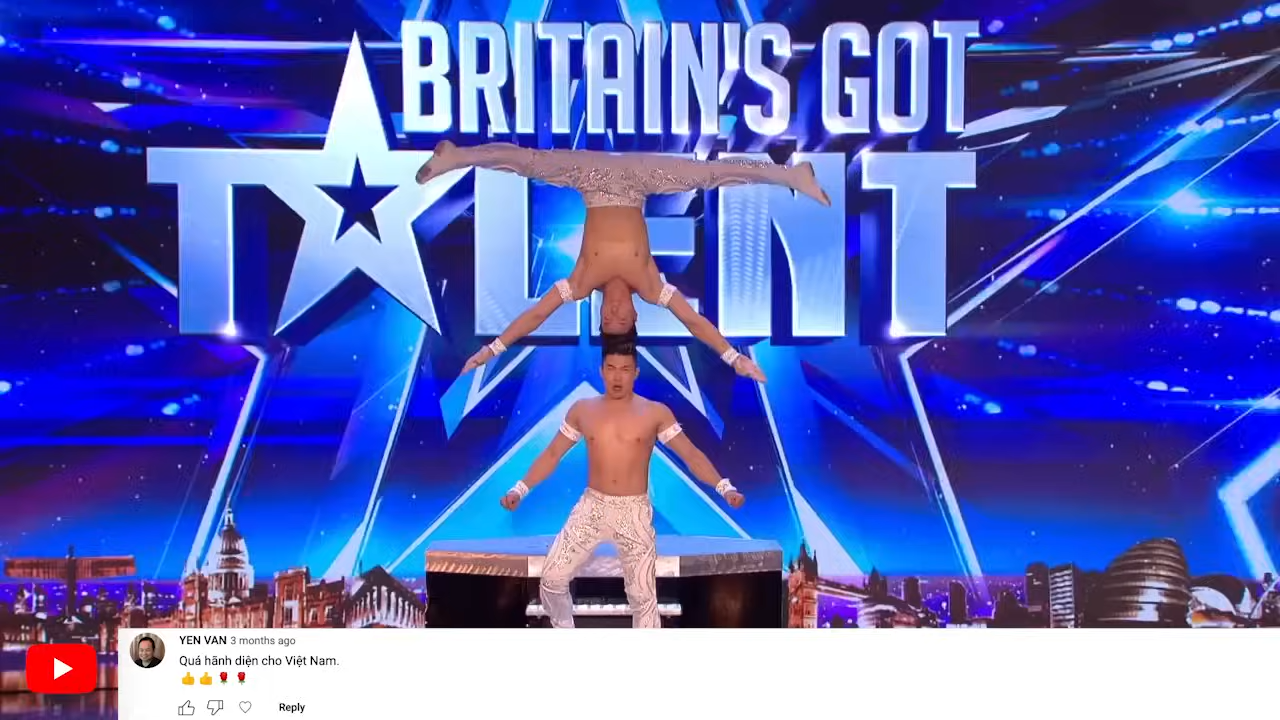 BRITAIN'S GOT
TALENT
YEN VAN 3 months ago
Quá hãnh diện cho Việt Nam.
👍👍🌹🌹
Reply